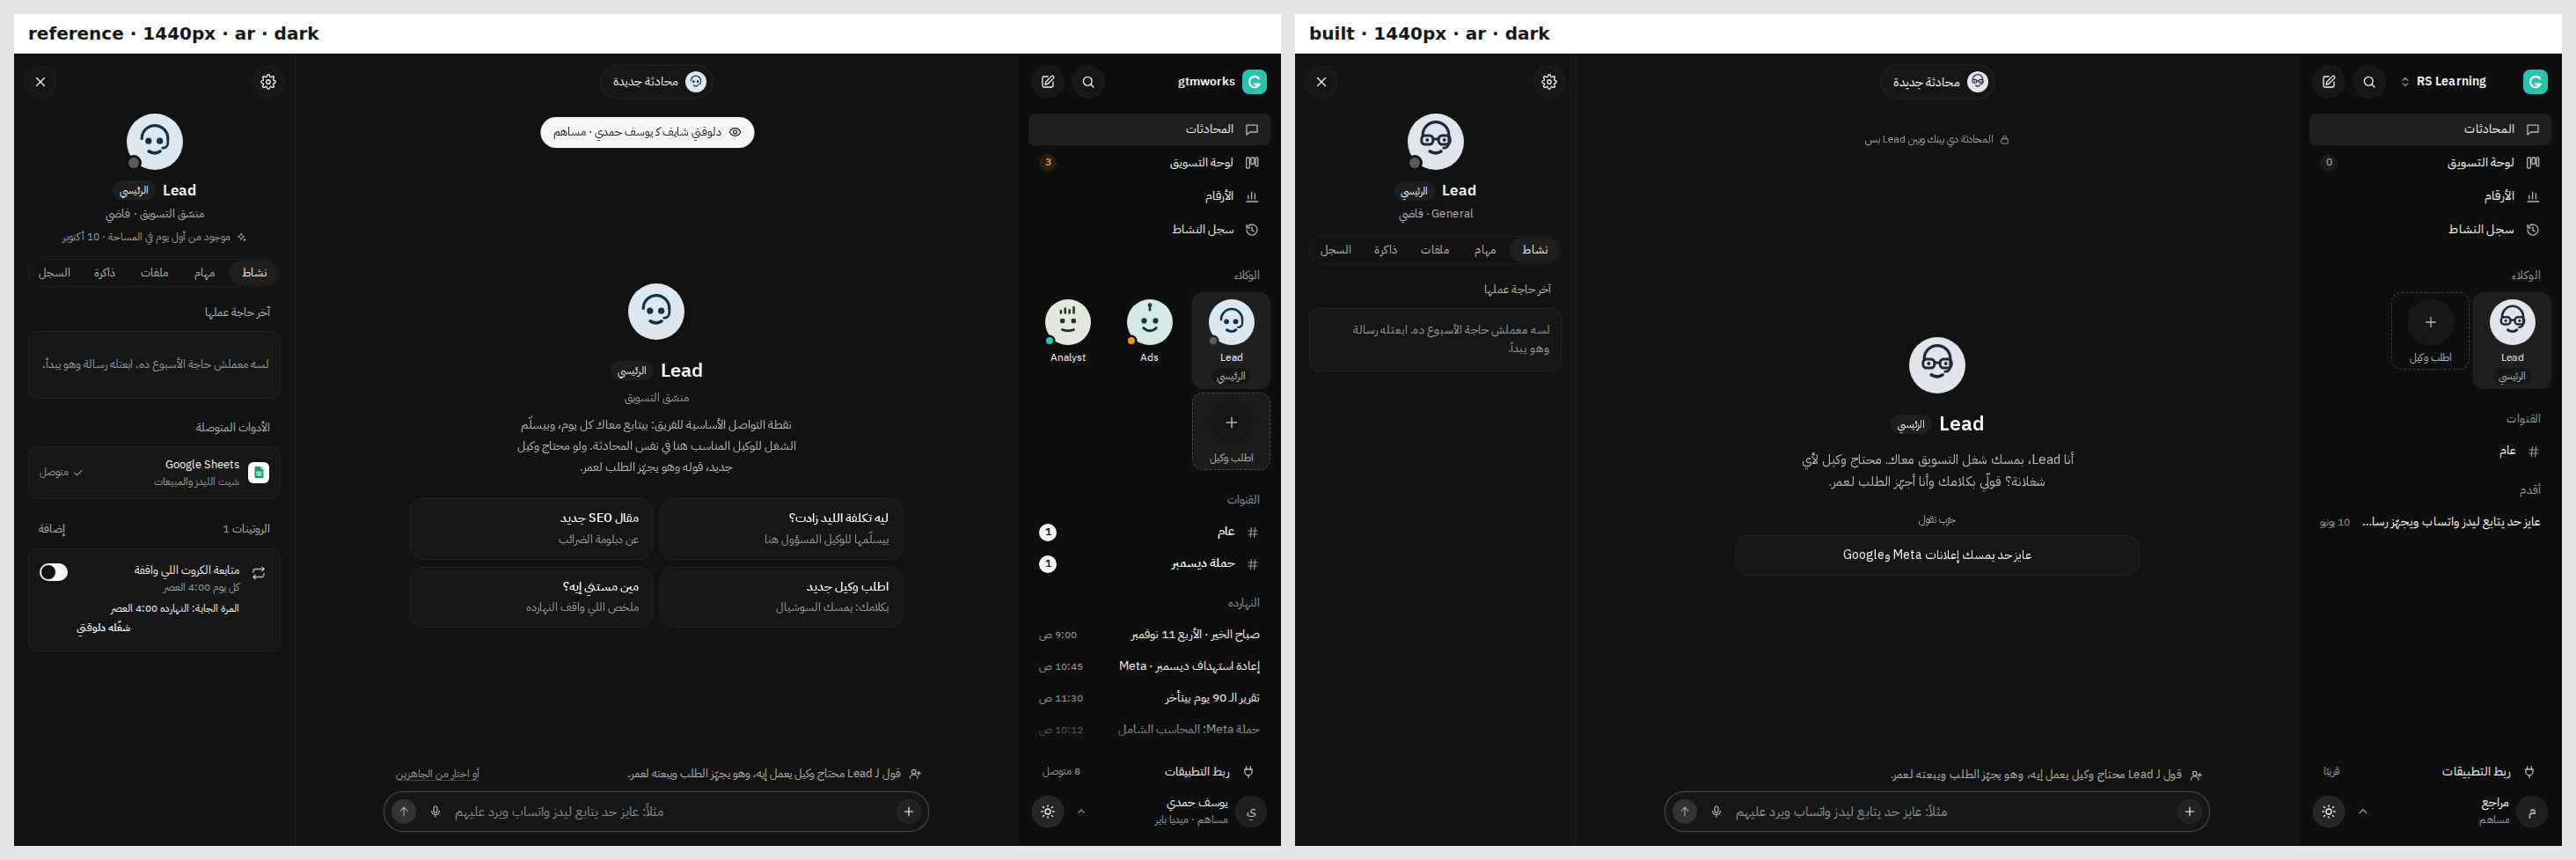 reference · 1440px · ar · dark
gtmworks
المحادثات
لوحة التسويق 3
الأرقام
سجل النشاط
الوكلاء
Lead
الرئيسي
Ads
Analyst
اطلب وكيل
القنوات
عام 1
حملة ديسمبر 1
النهارده
صباح الخير · الأربع 11 نوفمبر 9:00 ص
إعادة استهداف ديسمبر · Meta 10:45 ص
تقرير الـ 90 يوم بيتأخر 11:30 ص
حملة Meta: المحاسب الشامل 10:12 ص
ربط التطبيقات 8 متوصل
ي
يوسف حمدي
مساهم · ميديا باير
محادثة جديدة
دلوقتي شايف كـ يوسف حمدي · مساهم
Lead الرئيسي
منسّق التسويق
نقطة التواصل الأساسية للفريق: بيتابع معاك كل يوم، وبيسلّم
الشغل للوكيل المناسب هنا في نفس المحادثة. ولو محتاج وكيل
جديد، قوله وهو يجهّز الطلب لعمر.
ليه تكلفة الليد زادت؟
بيسلّمها للوكيل المسؤول هنا
مقال SEO جديد
عن دبلومة الضرائب
اطلب وكيل جديد
بكلامك: يمسك السوشيال
مين مستني إيه؟
ملخص اللي واقف النهارده
قول لـ Lead محتاج وكيل يعمل إيه، وهو يجهّز الطلب ويبعته لعمر.
أو اختار من الجاهزين
مثلاً: عايز حد يتابع ليدز واتساب ويرد عليهم
Lead الرئيسي
منسّق التسويق · فاضي
موجود من أول يوم في المساحة · 10 أكتوبر
نشاط مهام ملفات ذاكرة السجل
آخر حاجة عملها
لسه معملش حاجة الأسبوع ده. ابعتله رسالة وهو يبدأ.
الأدوات المتوصلة
Google Sheets
شيت الليدز والمبيعات
متوصل
الروتينات 1
إضافة
متابعة الكروت اللي واقفة
كل يوم 4:00 العصر
المرة الجاية: النهارده 4:00 العصر
شغّله دلوقتي
built · 1440px · ar · dark
RS Learning
المحادثات
لوحة التسويق 0
الأرقام
سجل النشاط
الوكلاء
Lead
الرئيسي
اطلب وكيل
القنوات
عام
أقدم
عايز حد يتابع ليدز واتساب ويجهّز رسا... 10 يونيو
ربط التطبيقات قريبًا
م
مراجع
مساهم
محادثة جديدة
المحادثة دي بينك وبين Lead بس
Lead الرئيسي
أنا Lead، بمسك شغل التسويق معاك. محتاج وكيل لأي
شغلانة؟ قولّي بكلامك وأنا أجهّز الطلب لعمر.
جرّب تقول
عايز حد يمسك إعلانات Meta وGoogle
قول لـ Lead محتاج وكيل يعمل إيه، وهو يجهّز الطلب ويبعته لعمر.
مثلاً: عايز حد يتابع ليدز واتساب ويرد عليهم
Lead الرئيسي
General · فاضي
نشاط مهام ملفات ذاكرة السجل
آخر حاجة عملها
لسه معملش حاجة الأسبوع ده. ابعتله رسالة
وهو يبدأ.